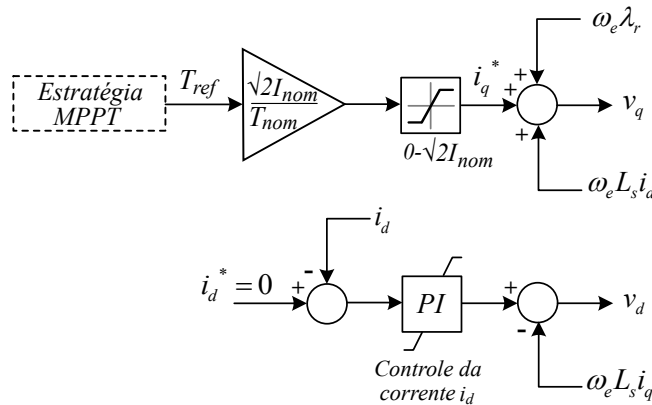 ω_e λ_r
Estratégia
MPPT
T_ref
√2I_nom
T_nom
i_q*
+
+
+
v_q
0-√2I_nom
ω_e L_s i_d
i_d
-
i_d* = 0
+
PI
+
v_d
-
Controle da
corrente i_d
ω_e L_s i_q